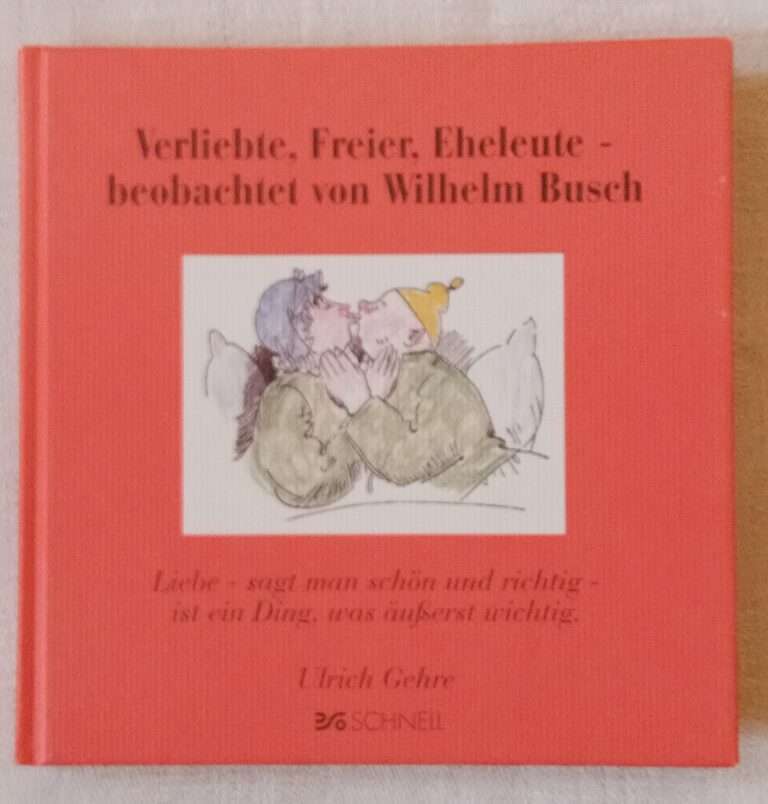 Verliebte, Freier, Eheleute -
beobachtet von Wilhelm Busch
Liebe - sagt man schön und richtig -
ist ein Ding, was äußerst wichtig.
Ulrich Gehre
SCHNELL